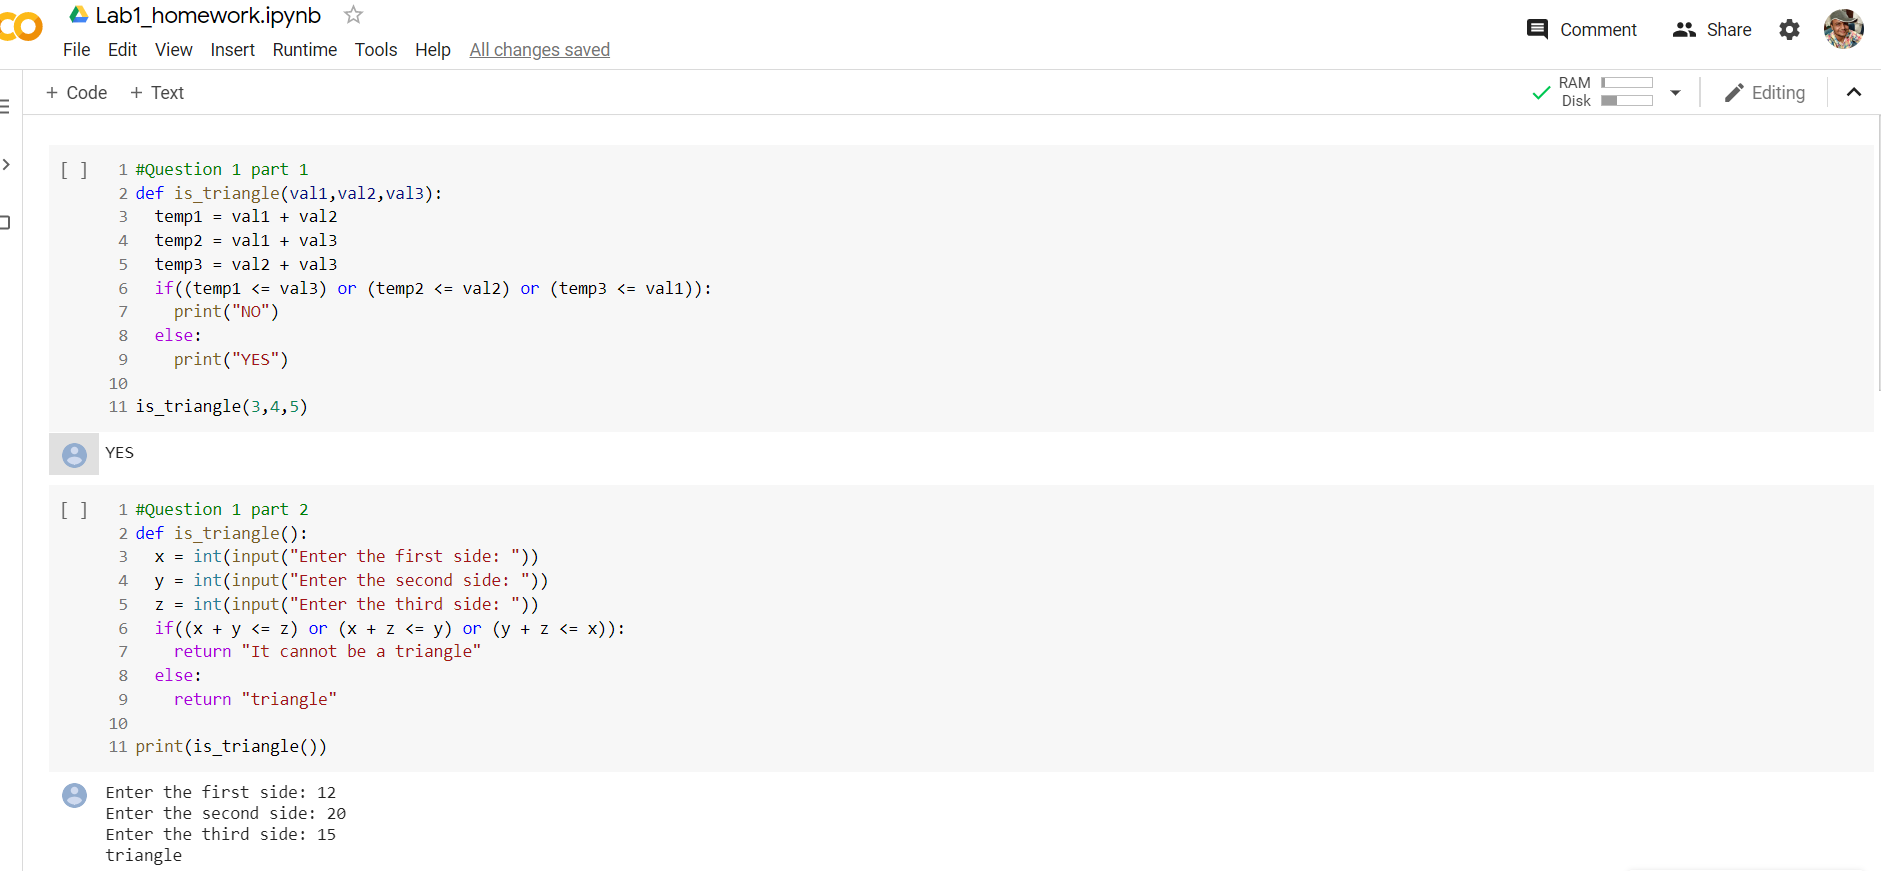 Lab1_homework.ipynb
File Edit View Insert Runtime Tools Help All changes saved
Comment Share
+ Code + Text
RAM
Disk
Editing
[ ] 1 #Question 1 part 1
2 def is_triangle(val1,val2,val3):
3   temp1 = val1 + val2
4   temp2 = val1 + val3
5   temp3 = val2 + val3
6   if((temp1 <= val3) or (temp2 <= val2) or (temp3 <= val1)):
7     print("NO")
8   else:
9     print("YES")
10
11 is_triangle(3,4,5)
YES
[ ] 1 #Question 1 part 2
2 def is_triangle():
3   x = int(input("Enter the first side: "))
4   y = int(input("Enter the second side: "))
5   z = int(input("Enter the third side: "))
6   if((x + y <= z) or (x + z <= y) or (y + z <= x)):
7     return "It cannot be a triangle"
8   else:
9     return "triangle"
10
11 print(is_triangle())
Enter the first side: 12
Enter the second side: 20
Enter the third side: 15
triangle